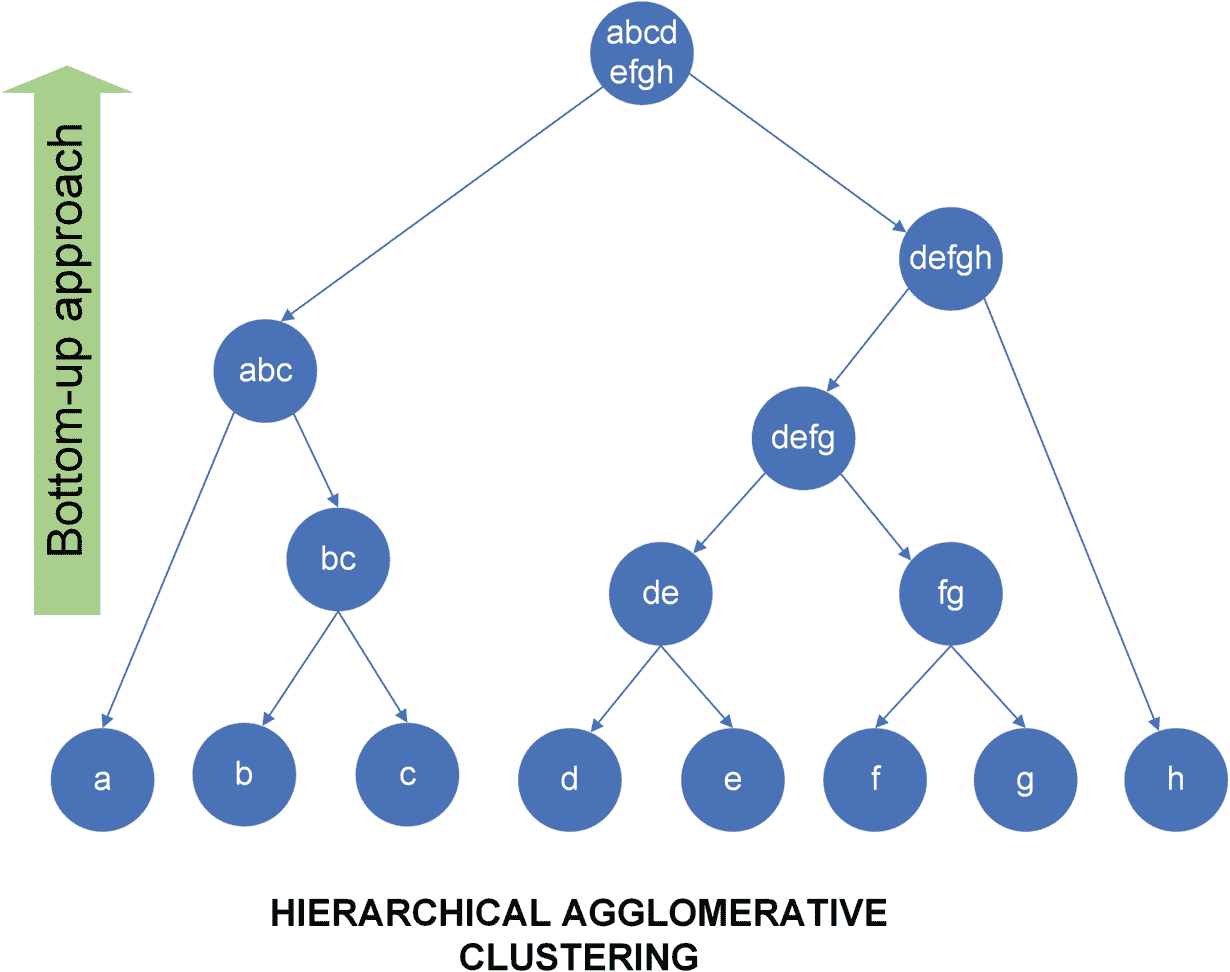 abcd
efgh
Bottom-up approach
defgh
abc
defg
bc
de
fg
a
b
c
d
e
f
g
h
HIERARCHICAL AGGLOMERATIVE
CLUSTERING